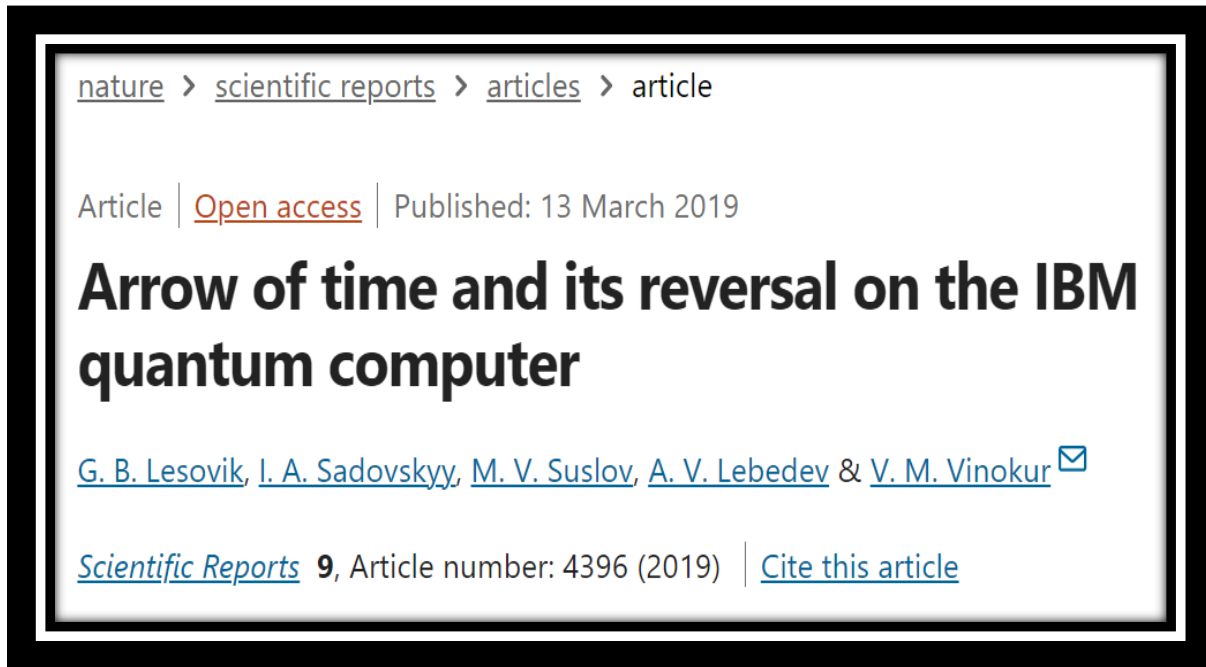 nature > scientific reports > articles > article
Article | Open access | Published: 13 March 2019
Arrow of time and its reversal on the IBM
quantum computer
G. B. Lesovik, I. A. Sadovskyy, M. V. Suslov, A. V. Lebedev & V. M. Vinokur
Scientific Reports 9, Article number: 4396 (2019) | Cite this article